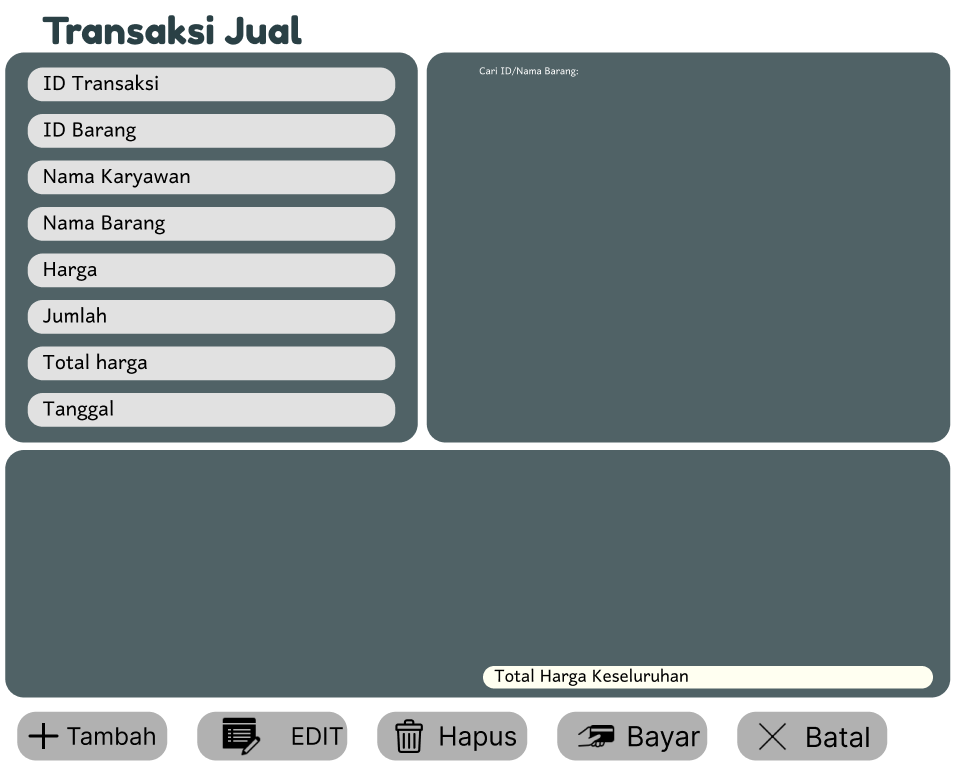 Transaksi Jual
ID Transaksi
ID Barang
Nama Karyawan
Nama Barang
Harga
Jumlah
Total harga
Tanggal
Cari ID/Nama Barang:
Total Harga Keseluruhan
Tambah
EDIT
Hapus
Bayar
Batal